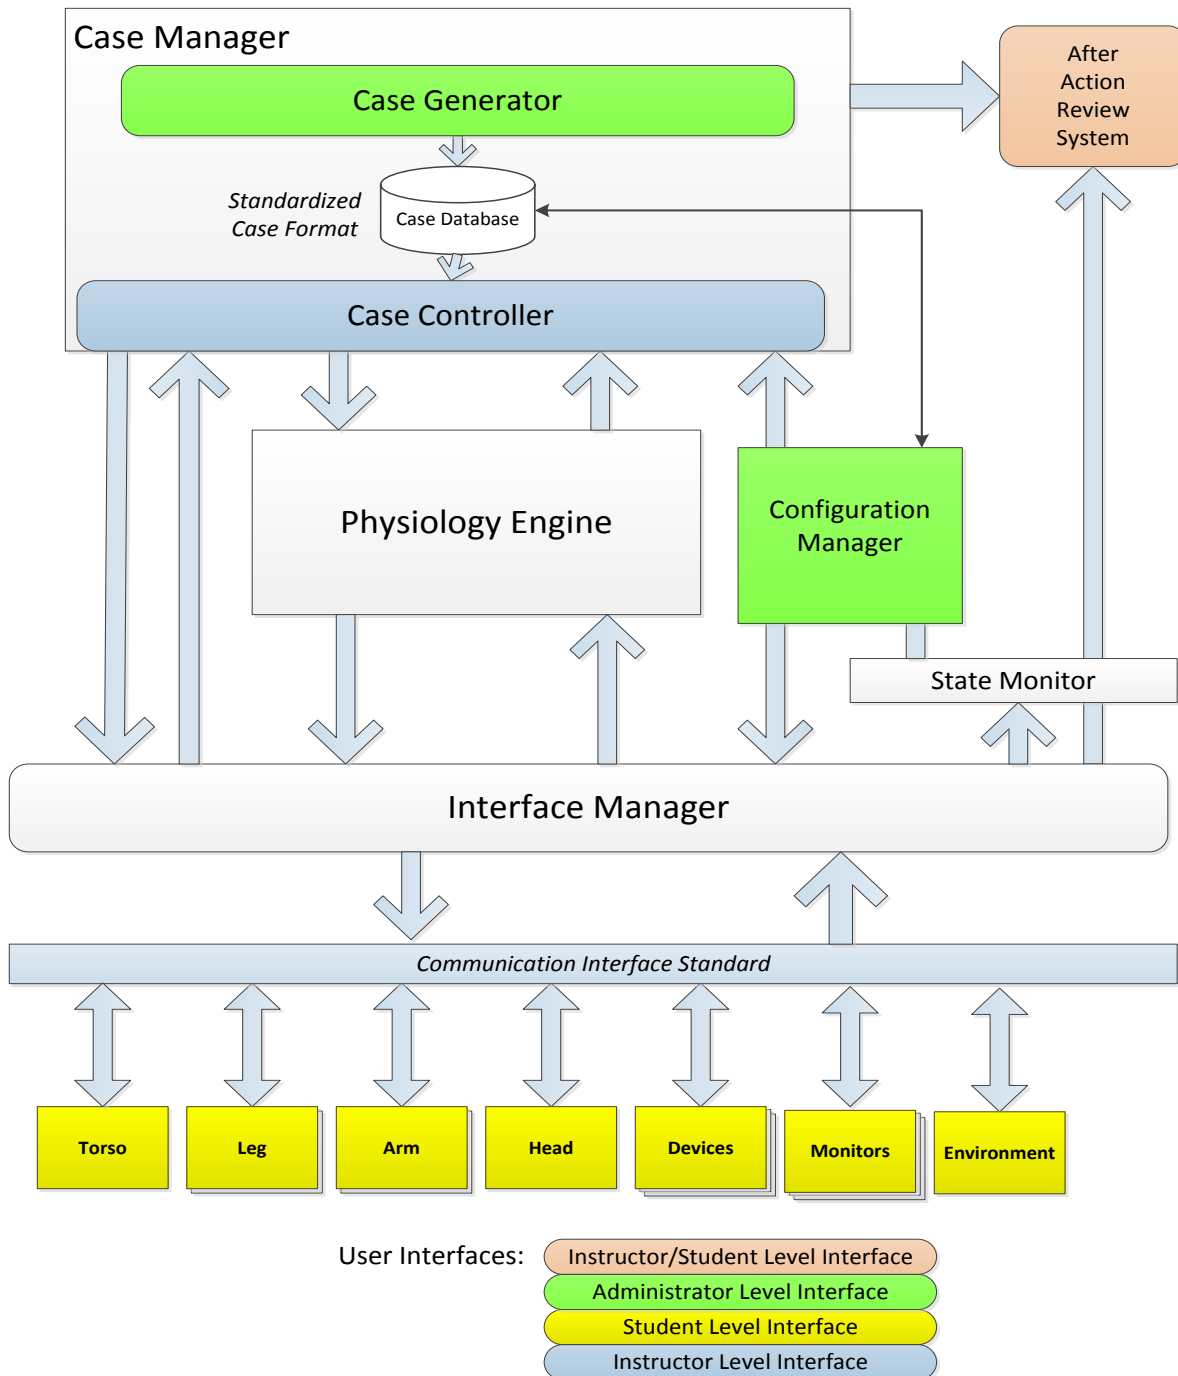 Case Manager
Case Generator
After
Action
Review
System
Standardized
Case Format
Case Database
Case Controller
Physiology Engine
Configuration
Manager
State Monitor
Interface Manager
Communication Interface Standard
Torso
Leg
Arm
Head
Devices
Monitors
Environment
User Interfaces:
Instructor/Student Level Interface
Administrator Level Interface
Student Level Interface
Instructor Level Interface